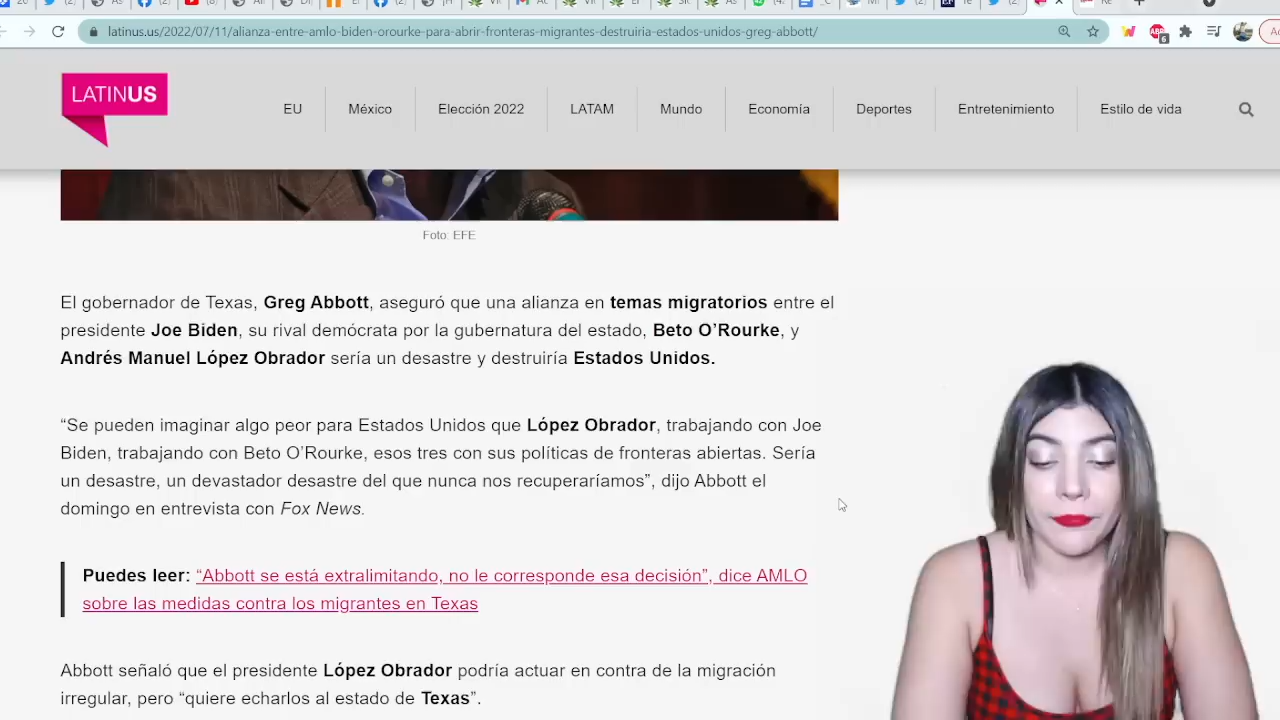 latinus.us/2022/07/11/alianza-entre-amlo-biden-orourke-para-abrir-fronteras-migrantes-destruiria-estados-unidos-greg-abbott/
LATINUS
EU México Elección 2022 LATAM Mundo Economía Deportes Entretenimiento Estilo de vida
Foto: EFE
El gobernador de Texas, Greg Abbott, aseguró que una alianza en temas migratorios entre el
presidente Joe Biden, su rival demócrata por la gubernatura del estado, Beto O’Rourke, y
Andrés Manuel López Obrador sería un desastre y destruiría Estados Unidos.
“Se pueden imaginar algo peor para Estados Unidos que López Obrador, trabajando con Joe
Biden, trabajando con Beto O’Rourke, esos tres con sus políticas de fronteras abiertas. Sería
un desastre, un devastador desastre del que nunca nos recuperaríamos”, dijo Abbott el
domingo en entrevista con Fox News.
Puedes leer: “Abbott se está extralimitando, no le corresponde esa decisión”, dice AMLO
sobre las medidas contra los migrantes en Texas
Abbott señaló que el presidente López Obrador podría actuar en contra de la migración
irregular, pero “quiere echarlos al estado de Texas”.